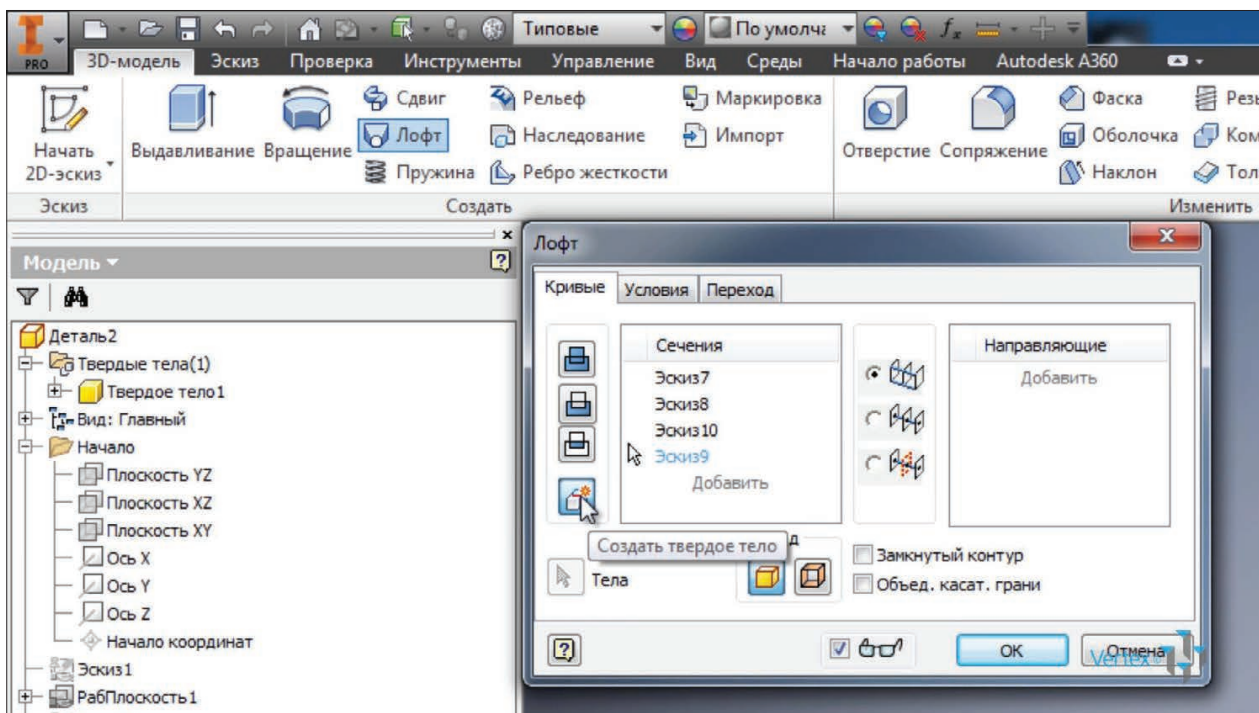 PRO
Типовые По умолч
fx
3D-модель Эскиз Проверка Инструменты Управление Вид Среды Начало работы Autodesk A360
Начать 2D-эскиз
Выдавливание Вращение
Сдвиг Рельеф Маркировка
Лофт Наследование Импорт
Пружина Ребро жесткости
Отверстие Сопряжение
Фаска
Оболочка
Наклон
Эскиз Создать Изменить
Модель
Деталь2
Твердые тела(1)
Твердое тело1
Вид: Главный
Начало
Плоскость YZ
Плоскость XZ
Плоскость XY
Ось X
Ось Y
Ось Z
Начало координат
Эскиз1
РабПлоскость1
Лофт
Кривые Условия Переход
Сечения
Эскиз7
Эскиз8
Эскиз10
Эскиз9
Добавить
Направляющие
Добавить
Создать твердое тело
Тела
Замкнутый контур
Объед. касат. грани
OK Отмена
Vertex